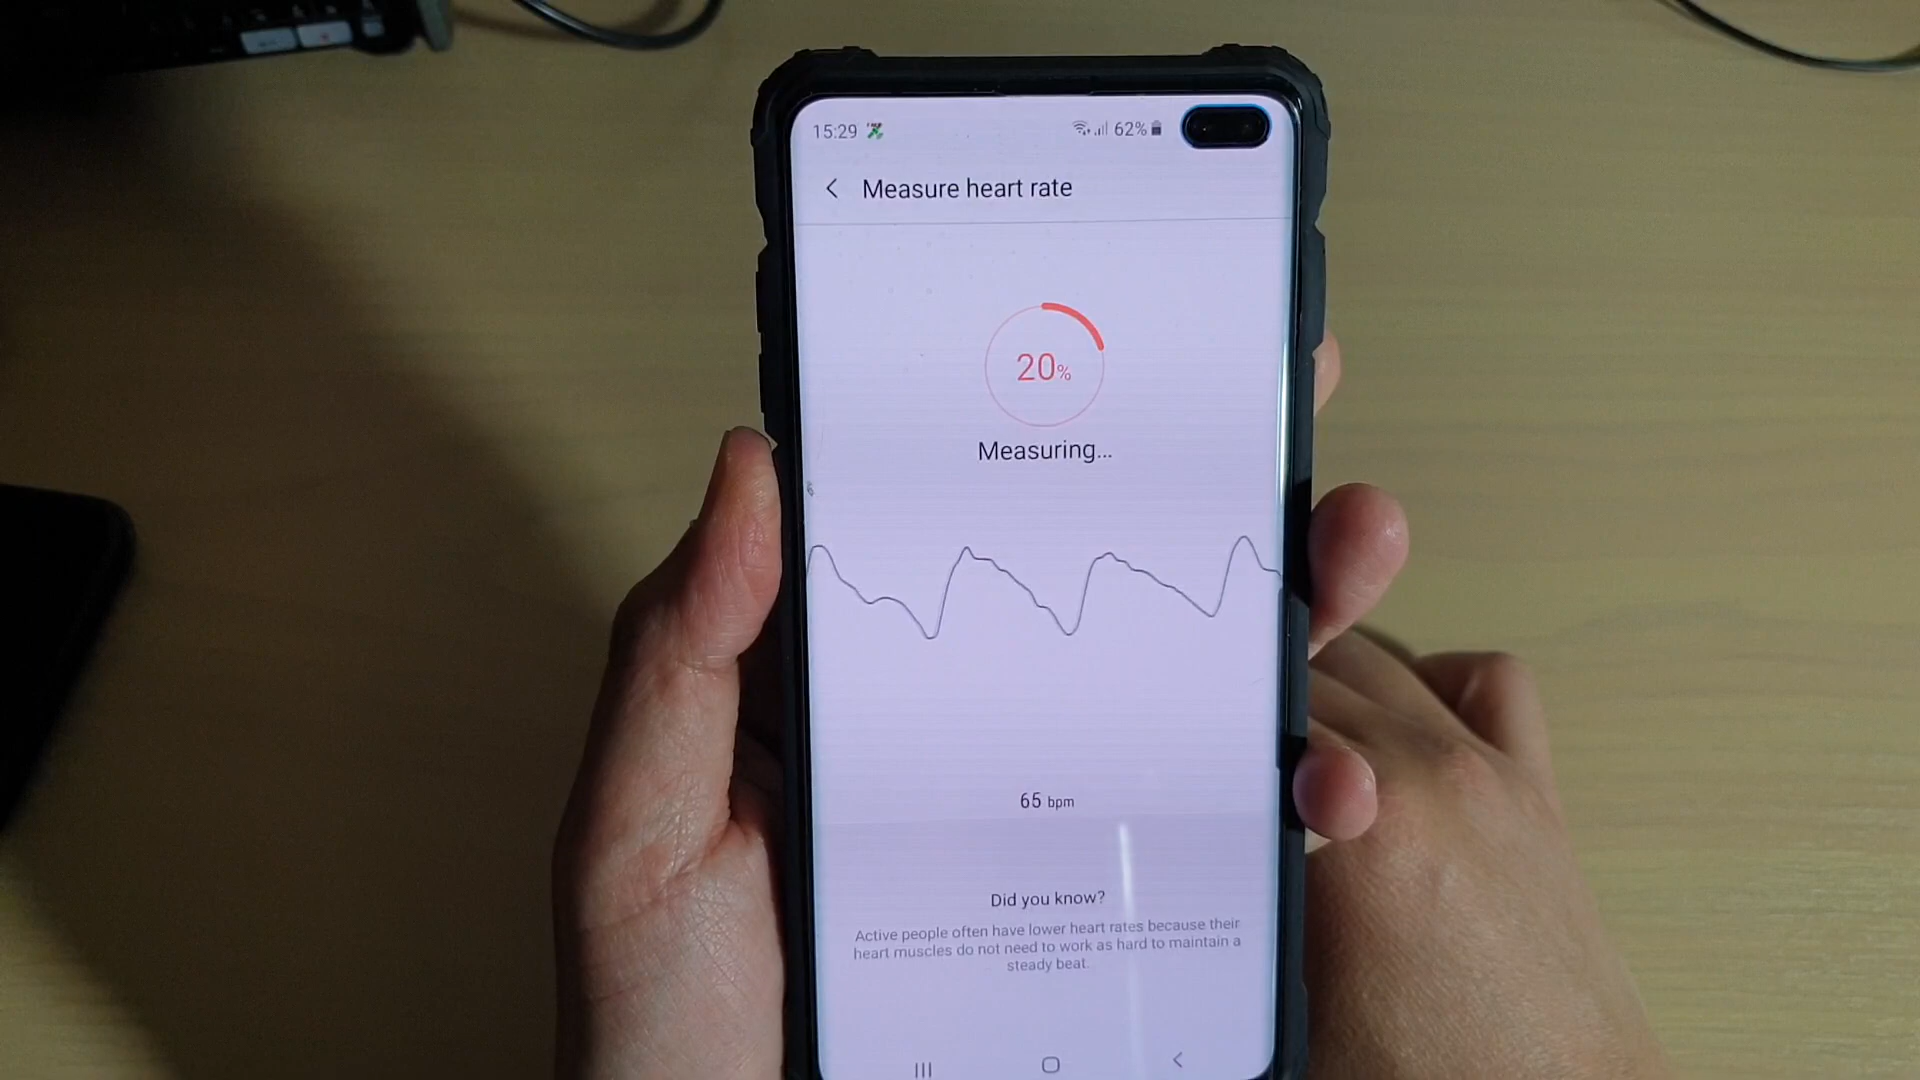 15:29
62%
Measure heart rate
20%
Measuring...
65 bpm
Did you know?
Active people often have lower heart rates because their
heart muscles do not need to work as hard to maintain a
steady beat.